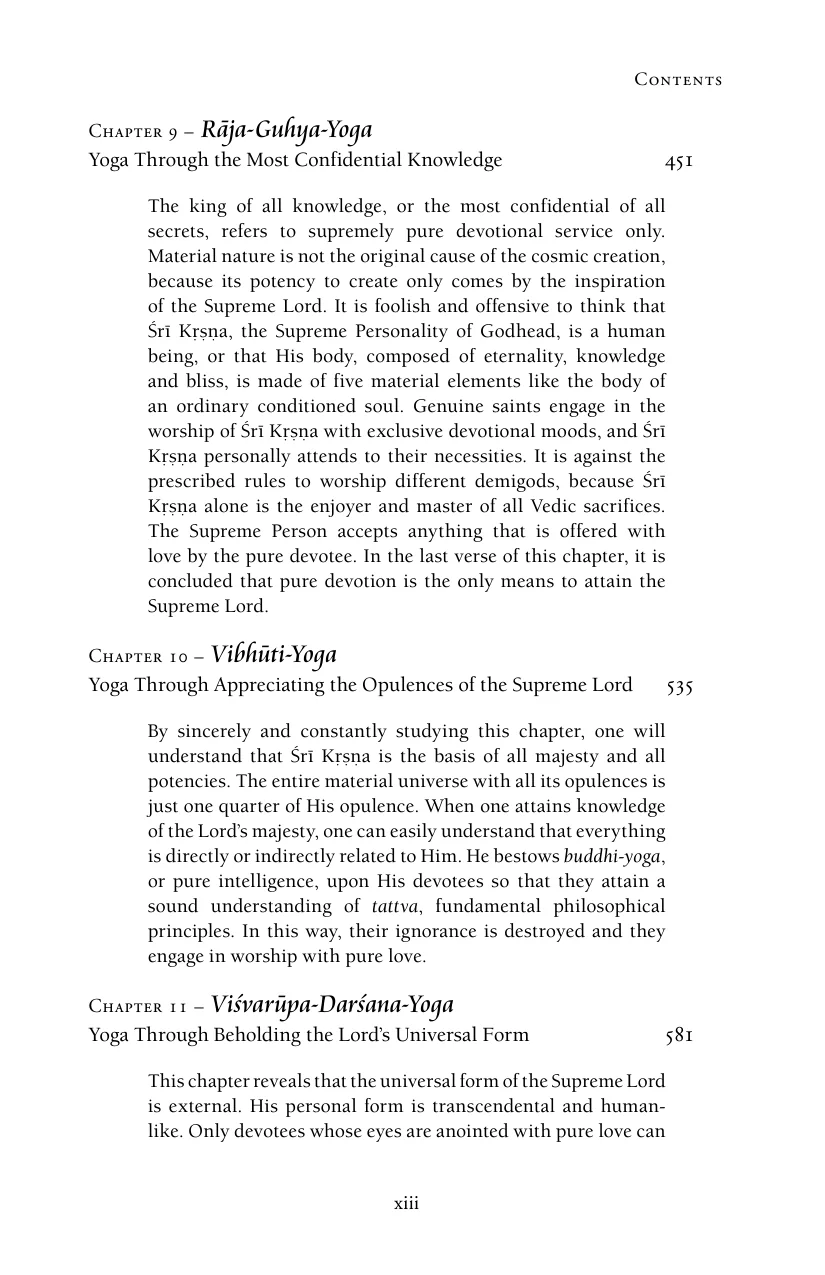 Contents
Chapter 9 – Rāja-Guhya-Yoga
Yoga Through the Most Confidential Knowledge 451
The king of all knowledge, or the most confidential of all
secrets, refers to supremely pure devotional service only.
Material nature is not the original cause of the cosmic creation,
because its potency to create only comes by the inspiration
of the Supreme Lord. It is foolish and offensive to think that
Śrī Kṛṣṇa, the Supreme Personality of Godhead, is a human
being, or that His body, composed of eternality, knowledge
and bliss, is made of five material elements like the body of
an ordinary conditioned soul. Genuine saints engage in the
worship of Śrī Kṛṣṇa with exclusive devotional moods, and Śrī
Kṛṣṇa personally attends to their necessities. It is against the
prescribed rules to worship different demigods, because Śrī
Kṛṣṇa alone is the enjoyer and master of all Vedic sacrifices.
The Supreme Person accepts anything that is offered with
love by the pure devotee. In the last verse of this chapter, it is
concluded that pure devotion is the only means to attain the
Supreme Lord.
Chapter 10 – Vibhūti-Yoga
Yoga Through Appreciating the Opulences of the Supreme Lord 535
By sincerely and constantly studying this chapter, one will
understand that Śrī Kṛṣṇa is the basis of all majesty and all
potencies. The entire material universe with all its opulences is
just one quarter of His opulence. When one attains knowledge
of the Lord's majesty, one can easily understand that everything
is directly or indirectly related to Him. He bestows buddhi-yoga,
or pure intelligence, upon His devotees so that they attain a
sound understanding of tattva, fundamental philosophical
principles. In this way, their ignorance is destroyed and they
engage in worship with pure love.
Chapter 11 – Viśvarūpa-Darśana-Yoga
Yoga Through Beholding the Lord's Universal Form 581
This chapter reveals that the universal form of the Supreme Lord
is external. His personal form is transcendental and human-
like. Only devotees whose eyes are anointed with pure love can
xiii